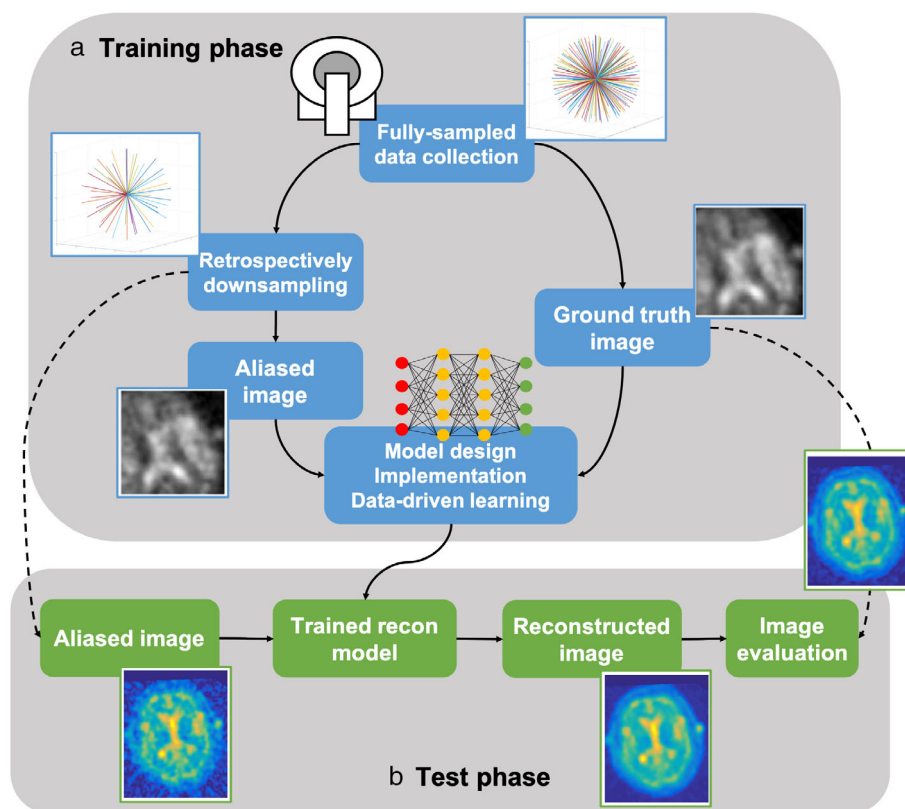 a Training phase
Fully-sampled
data collection
Retrospectively
downsampling
Ground truth
image
Aliased
image
Model design
Implementation
Data-driven learning
Aliased image
Trained recon
model
Reconstructed
image
Image
evaluation
b Test phase